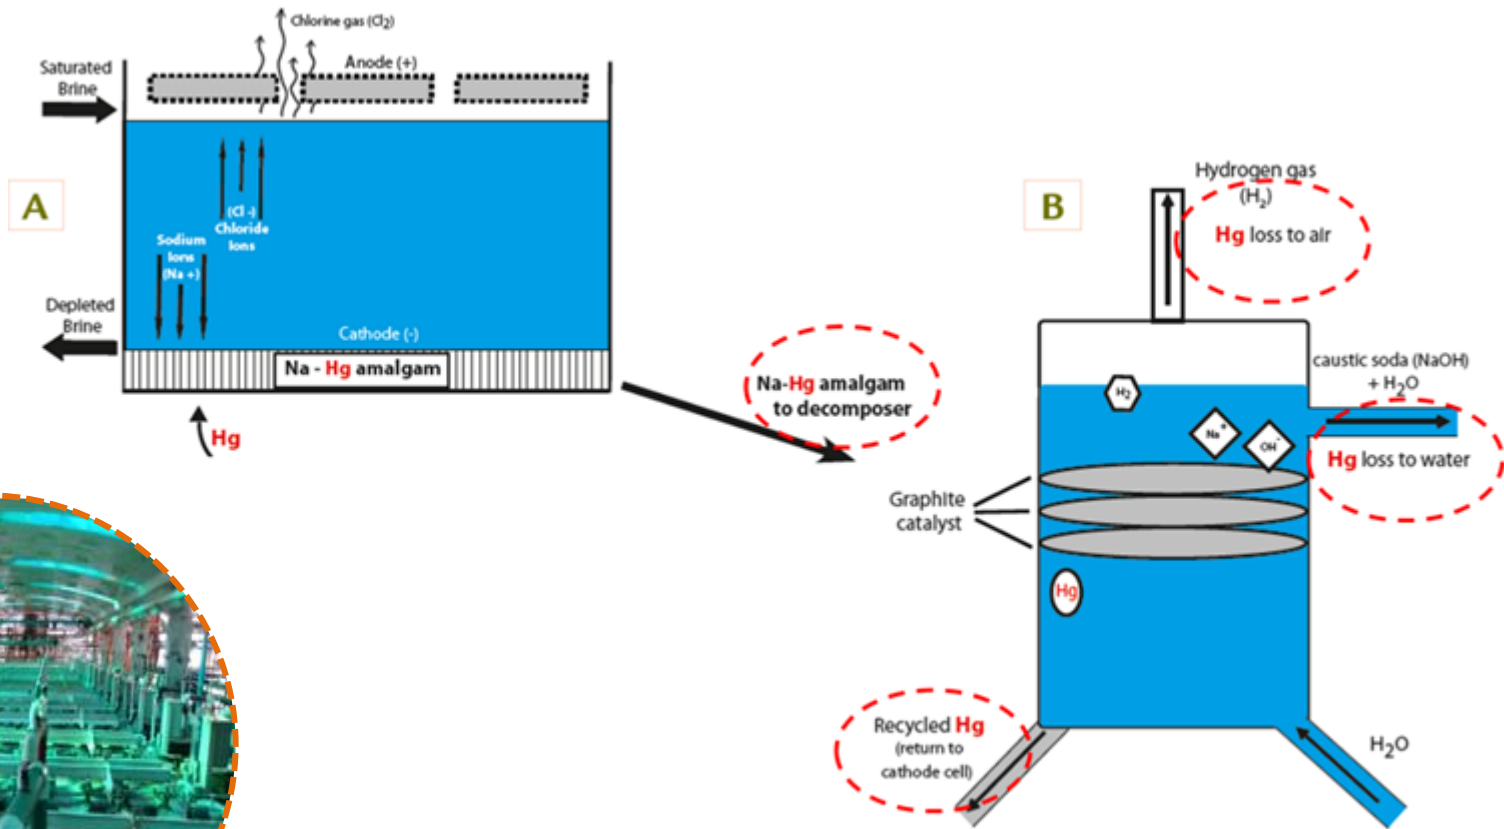 Chlorine gas (Cl₂)
Anode (+)
Saturated
Brine
A
(Cl -)
Chloride
Ions
Sodium
Ions
(Na +)
Depleted
Brine
Cathode (-)
Na - Hg amalgam
Hg
Na-Hg amalgam
to decomposer
B
Hydrogen gas
(H₂)
Hg loss to air
caustic soda (NaOH)
+ H₂O
H₂
Na⁺
OH⁻
Hg loss to water
Graphite
catalyst
Hg
Recycled Hg
(return to
cathode cell)
H₂O